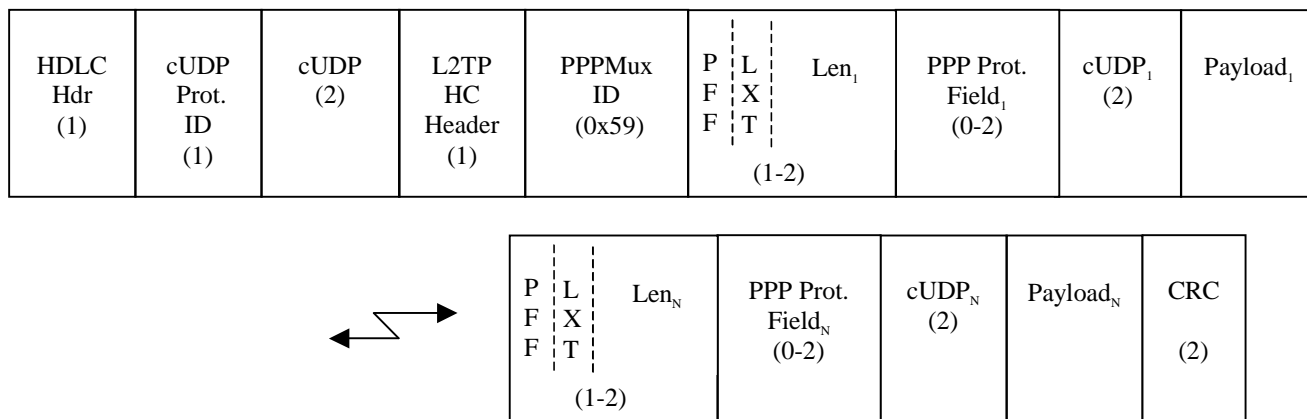 HDLC
Hdr
(1)
cUDP
Prot.
ID
(1)
cUDP
(2)
L2TP
HC
Header
(1)
PPPMux
ID
(0x59)
P
F
F
L
X
T
Len₁
(1-2)
PPP Prot.
Field₁
(0-2)
cUDP₁
(2)
Payload₁
P
F
F
L
X
T
Lenₙ
(1-2)
PPP Prot.
Fieldₙ
(0-2)
cUDPₙ
(2)
Payloadₙ
CRC
(2)